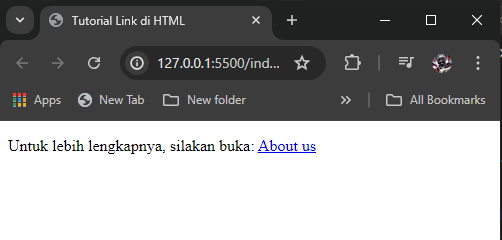 Tutorial Link di HTML
127.0.0.1:5500/ind...
Apps New Tab New folder All Bookmarks
Untuk lebih lengkapnya, silakan buka: About us